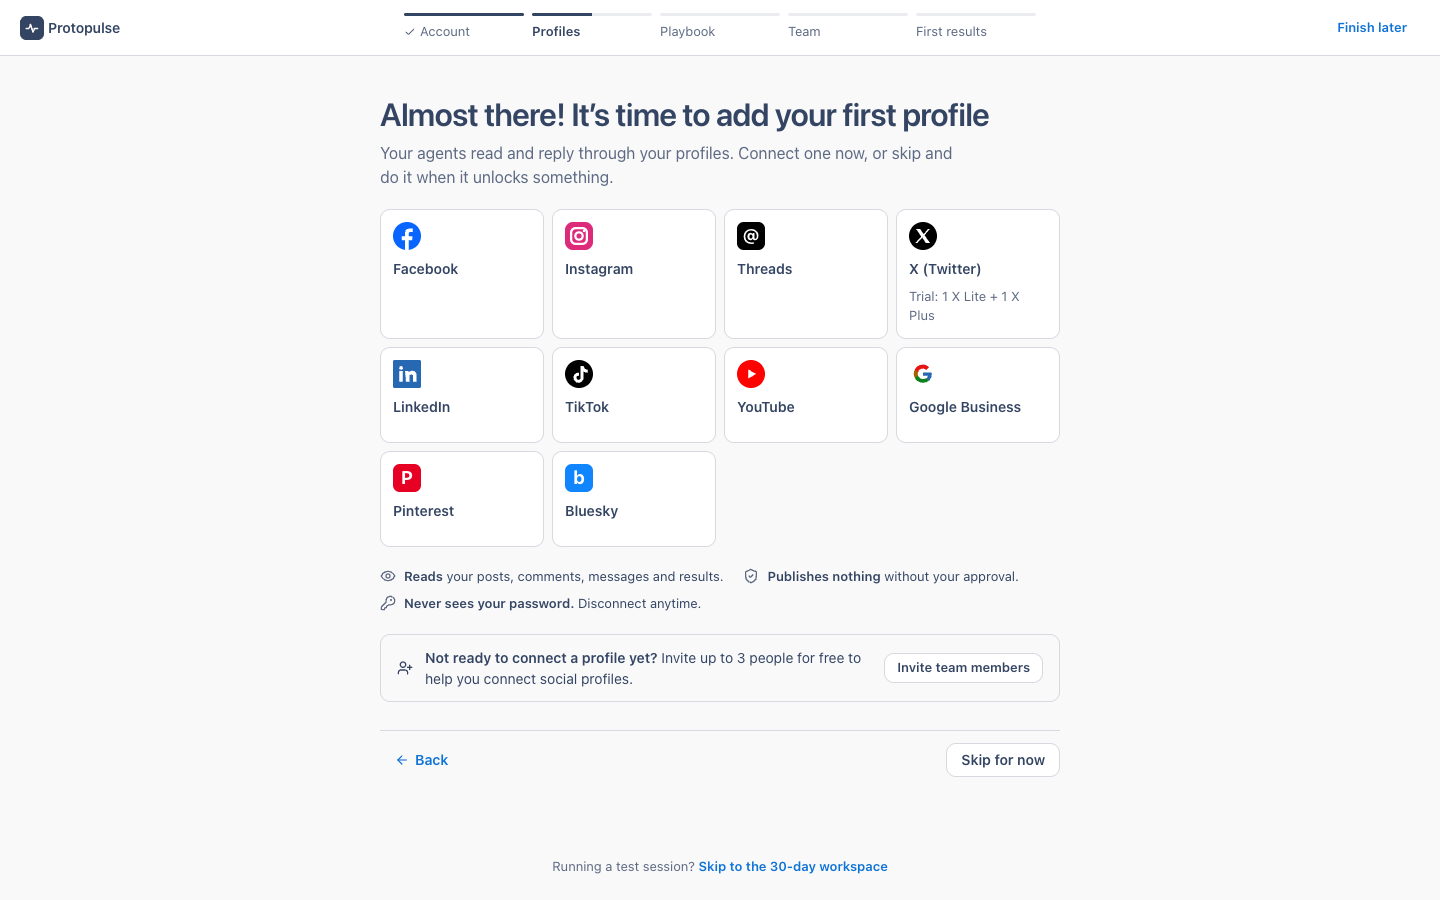 Protopulse
Account
Profiles
Playbook
Team
First results
Finish later
Almost there! It’s time to add your first profile
Your agents read and reply through your profiles. Connect one now, or skip and
do it when it unlocks something.
Facebook
Instagram
Threads
X (Twitter)
Trial: 1 X Lite + 1 X
Plus
LinkedIn
TikTok
YouTube
Google Business
Pinterest
Bluesky
Reads your posts, comments, messages and results.
Publishes nothing without your approval.
Never sees your password. Disconnect anytime.
Not ready to connect a profile yet? Invite up to 3 people for free to
help you connect social profiles.
Invite team members
Back
Skip for now
Running a test session? Skip to the 30-day workspace